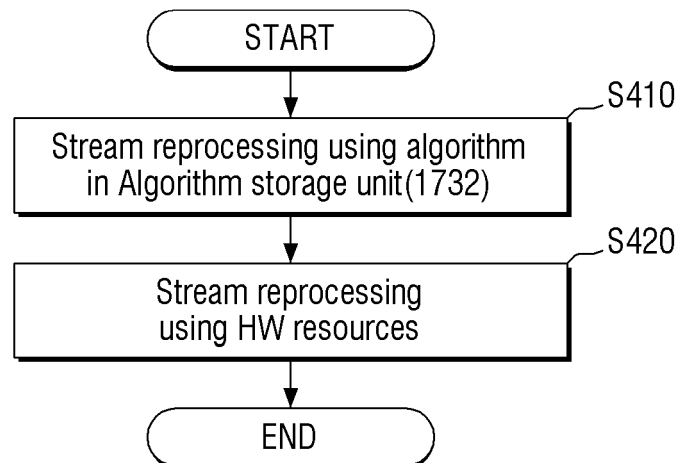 START
S410
Stream reprocessing using algorithm
in Algorithm storage unit(1732)
S420
Stream reprocessing
using HW resources
END